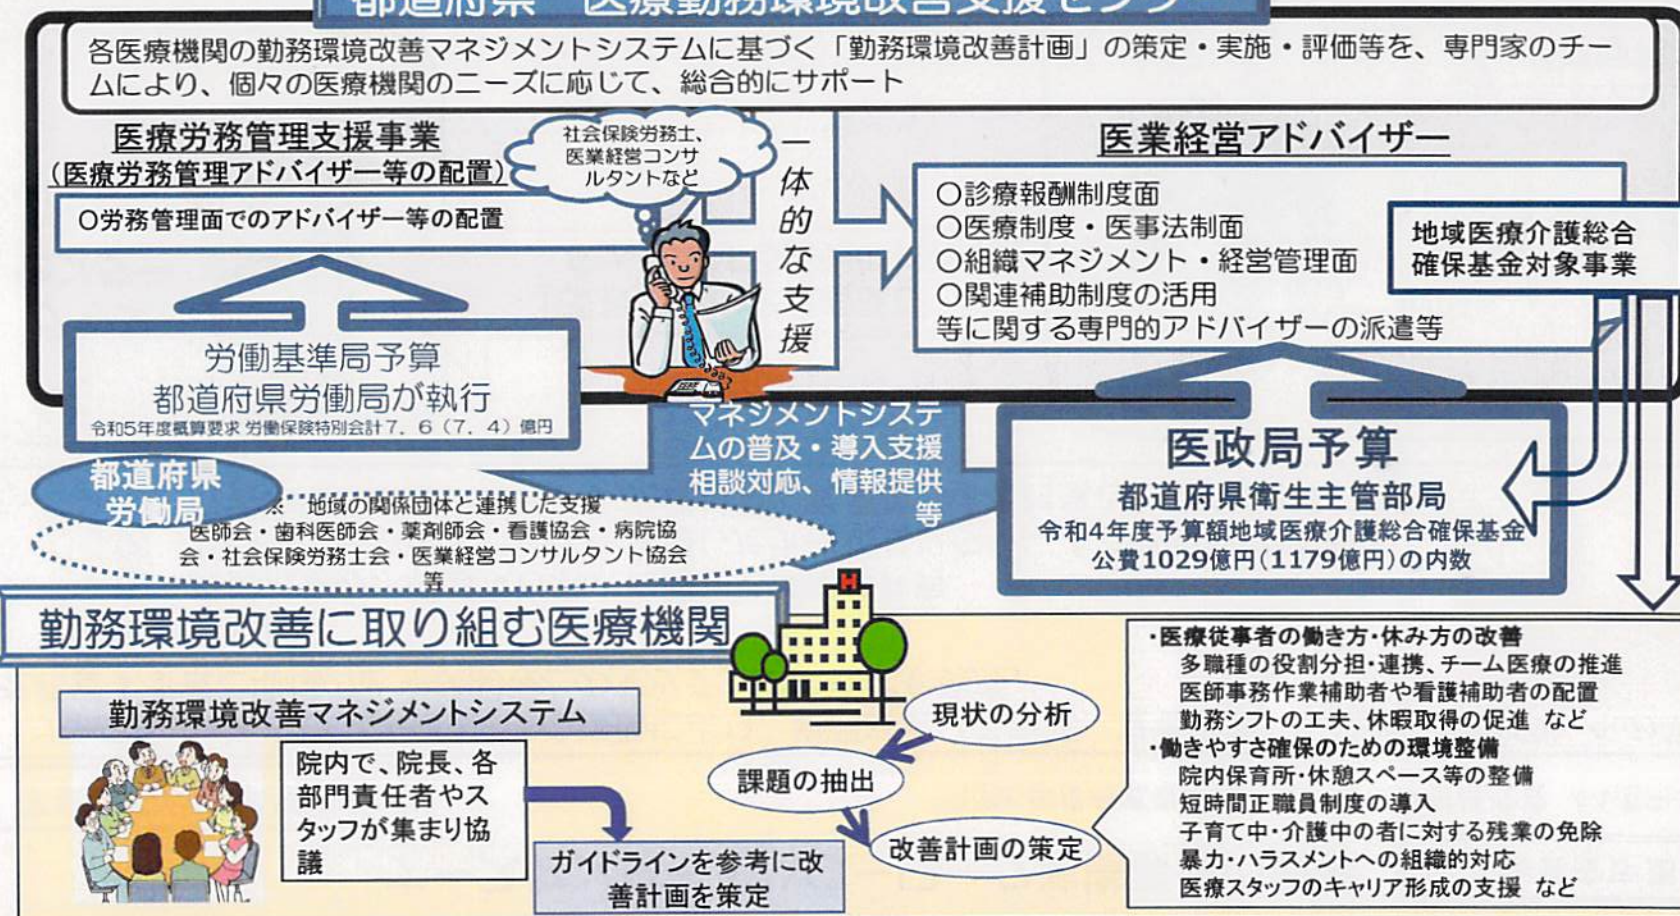 都道府県 医療勤務環境改善支援センター
各医療機関の勤務環境改善マネジメントシステムに基づく「勤務環境改善計画」の策定・実施・評価等を、専門家のチー
ムにより、個々の医療機関のニーズに応じて、総合的にサポート
医療労務管理支援事業
(医療労務管理アドバイザー等の配置)
○労務管理面でのアドバイザー等の配置
社会保険労務士、
医業経営コンサ
ルタントなど
一体的な支援
医業経営アドバイザー
○診療報酬制度面
○医療制度・医事法制面
○組織マネジメント・経営管理面
○関連補助制度の活用
等に関する専門的アドバイザーの派遣等
地域医療介護総合
確保基金対象事業
労働基準局予算
都道府県労働局が執行
令和5年度概算要求 労働保険特別会計7.6(7.4)億円
都道府県
労働局
マネジメントシステ
ムの普及・導入支援
相談対応、情報提供
等
※ 地域の関係団体と連携した支援
医師会・歯科医師会・薬剤師会・看護協会・病院協
会・社会保険労務士会・医業経営コンサルタント協会
等
医政局予算
都道府県衛生主管部局
令和4年度予算額地域医療介護総合確保基金
公費1029億円(1179億円)の内数
勤務環境改善に取り組む医療機関
H
勤務環境改善マネジメントシステム
院内で、院長、各
部門責任者やス
タッフが集まり協
議
ガイドラインを参考に改
善計画を策定
現状の分析
課題の抽出
改善計画の策定
・医療従事者の働き方・休み方の改善
多職種の役割分担・連携、チーム医療の推進
医師事務作業補助者や看護補助者の配置
勤務シフトの工夫、休暇取得の促進 など
・働きやすさ確保のための環境整備
院内保育所・休憩スペース等の整備
短時間正職員制度の導入
子育て中・介護中の者に対する残業の免除
暴力・ハラスメントへの組織的対応
医療スタッフのキャリア形成の支援 など